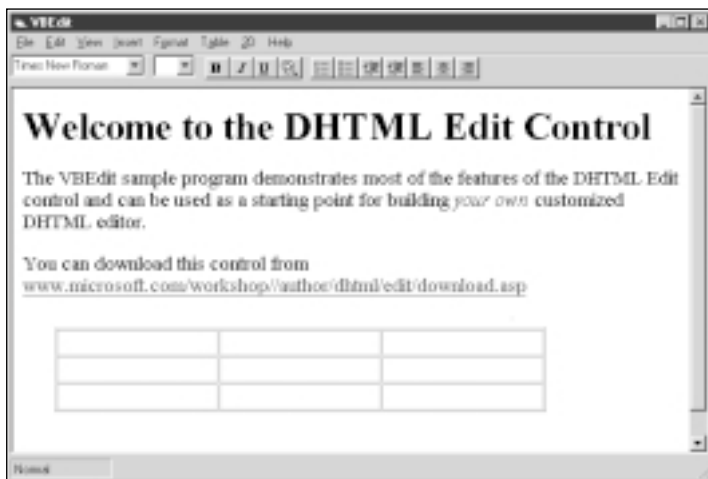 VBEdit
File Edit View Insert Format Table 2D Help
Times New Roman B I U
Welcome to the DHTML Edit Control
The VBEdit sample program demonstrates most of the features of the DHTML Edit
control and can be used as a starting point for building your own customized
DHTML editor.
You can download this control from
www.microsoft.com/workshop//author/dhtml/edit/download.asp
Normal